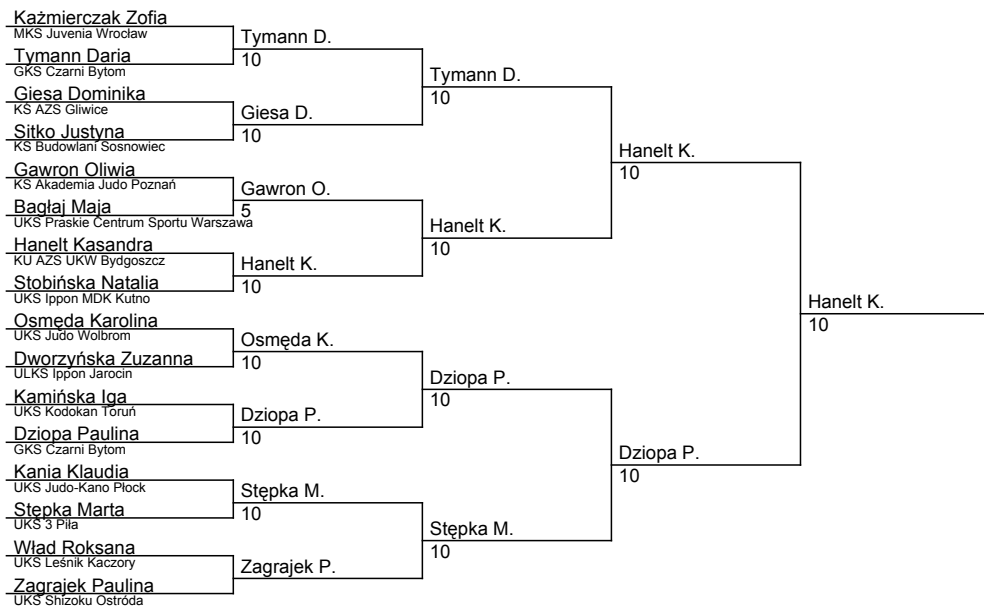 Kaźmierczak Zofia
MKS Juvenia Wrocław
Tymann Daria
GKS Czarni Bytom
Giesa Dominika
KS AZS Gliwice
Sitko Justyna
KS Budowlani Sosnowiec
Gawron Oliwia
KS Akademia Judo Poznań
Bagłaj Maja
UKS Praskie Centrum Sportu Warszawa
Hanelt Kasandra
KU AZS UKW Bydgoszcz
Stobińska Natalia
UKS Ippon MDK Kutno
Osmęda Karolina
UKS Judo Wolbrom
Dworzyńska Zuzanna
ULKS Ippon Jarocin
Kamińska Iga
UKS Kodokan Toruń
Dziopa Paulina
GKS Czarni Bytom
Kania Klaudia
UKS Judo-Kano Płock
Stępka Marta
UKS 3 Piła
Wład Roksana
UKS Leśnik Kaczory
Zagrajek Paulina
UKS Shizoku Ostróda
Tymann D.
10
Giesa D.
10
Gawron O.
5
Hanelt K.
10
Osmęda K.
10
Dziopa P.
10
Stępka M.
10
Zagrajek P.
Tymann D.
10
Hanelt K.
10
Dziopa P.
10
Stępka M.
10
Hanelt K.
10
Dziopa P.
10
Hanelt K.
10